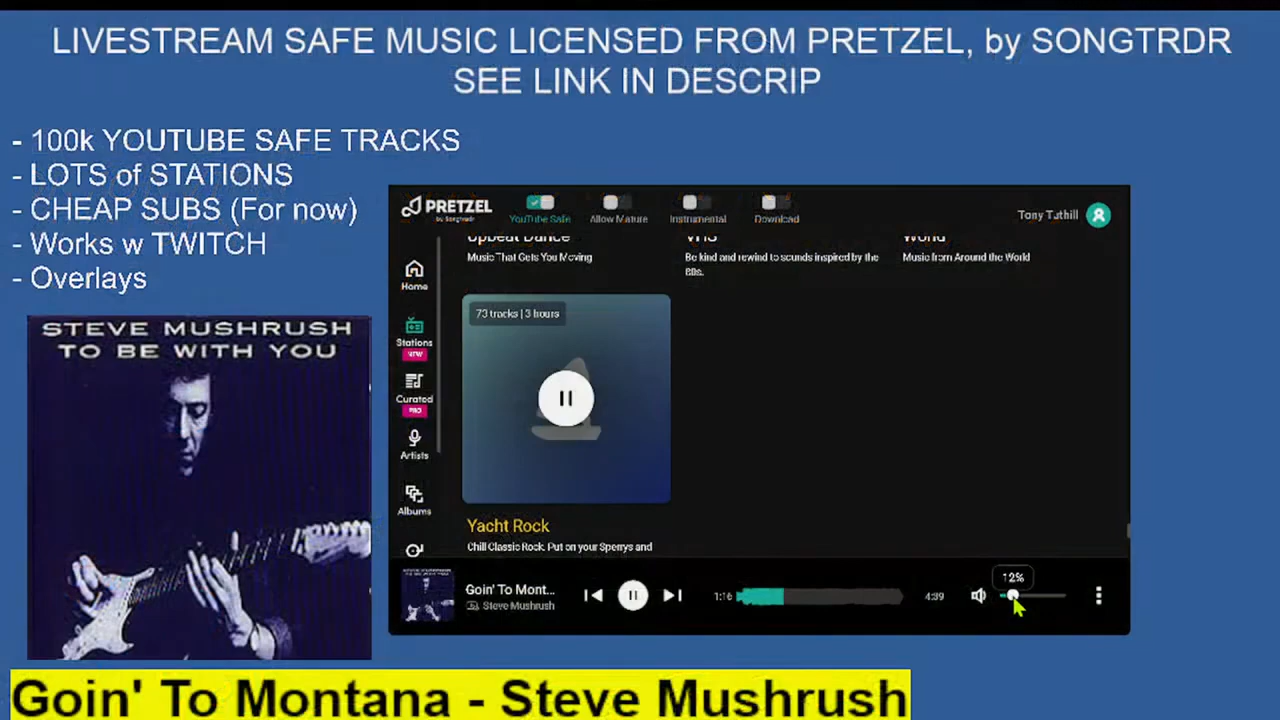 LIVESTREAM SAFE MUSIC LICENSED FROM PRETZEL, by SONGTRDR
SEE LINK IN DESCRIP
- 100k YOUTUBE SAFE TRACKS
- LOTS of STATIONS
- CHEAP SUBS (For now)
- Works w TWITCH
- Overlays
STEVE MUSHRUSH
TO BE WITH YOU
PRETZEL
by Songtrdr
YouTube Safe
Allow Mature
Instrumental
Download
Tony Tuthill
Home
Stations
NEW
Curated
PRO
Artists
Albums
Upbeat Dance
Music That Gets You Moving
VHS
Be kind and rewind to sounds inspired by the
80s.
World
Music from Around the World
73 tracks | 3 hours
Yacht Rock
Chill Classic Rock. Put on your Sperrys and
Goin' To Mont...
Steve Mushrush
1:16
4:39
12%
Goin' To Montana - Steve Mushrush